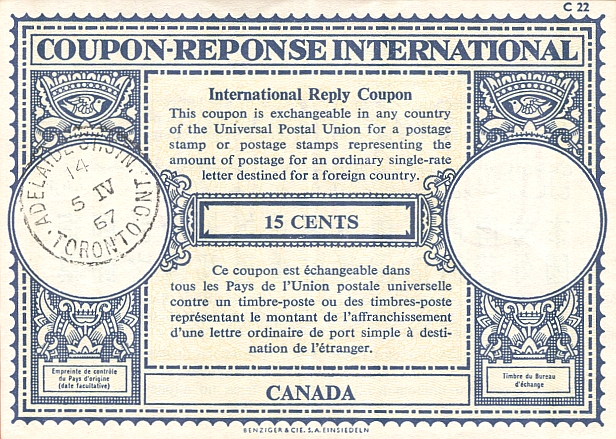 C 22
COUPON-REPONSE INTERNATIONAL
International Reply Coupon
This coupon is exchangeable in any country
of the Universal Postal Union for a postage
stamp or postage stamps representing the
amount of postage for an ordinary single-rate
letter destined for a foreign country.
ADELAIDE ST. STN. TNG.
14
5 IV
67
TORONTO
15 CENTS
Ce coupon est échangeable dans
tous les Pays de l'Union postale universelle
contre un timbre-poste ou des timbres-poste
représentant le montant de l'affranchissement
d'une lettre ordinaire de port simple à desti-
nation de l'étranger.
Empreinte de contrôle
du Pays d'origine
(date facultative)
Timbre du Bureau
d'échange
CANADA
BENZIGER & CIE. S.A. EINSIEDELN